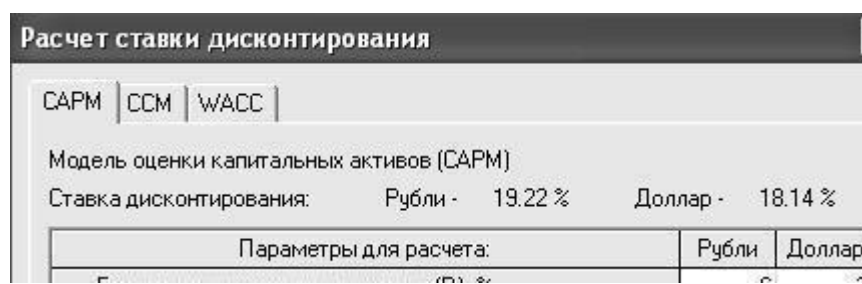 Расчет ставки дисконтирования
CAPM CCM WACC
Модель оценки капитальных активов (CAPM)
Ставка дисконтирования: Рубли - 19.22 % Доллар - 18.14 %
Параметры для расчета: Рубли Доллар